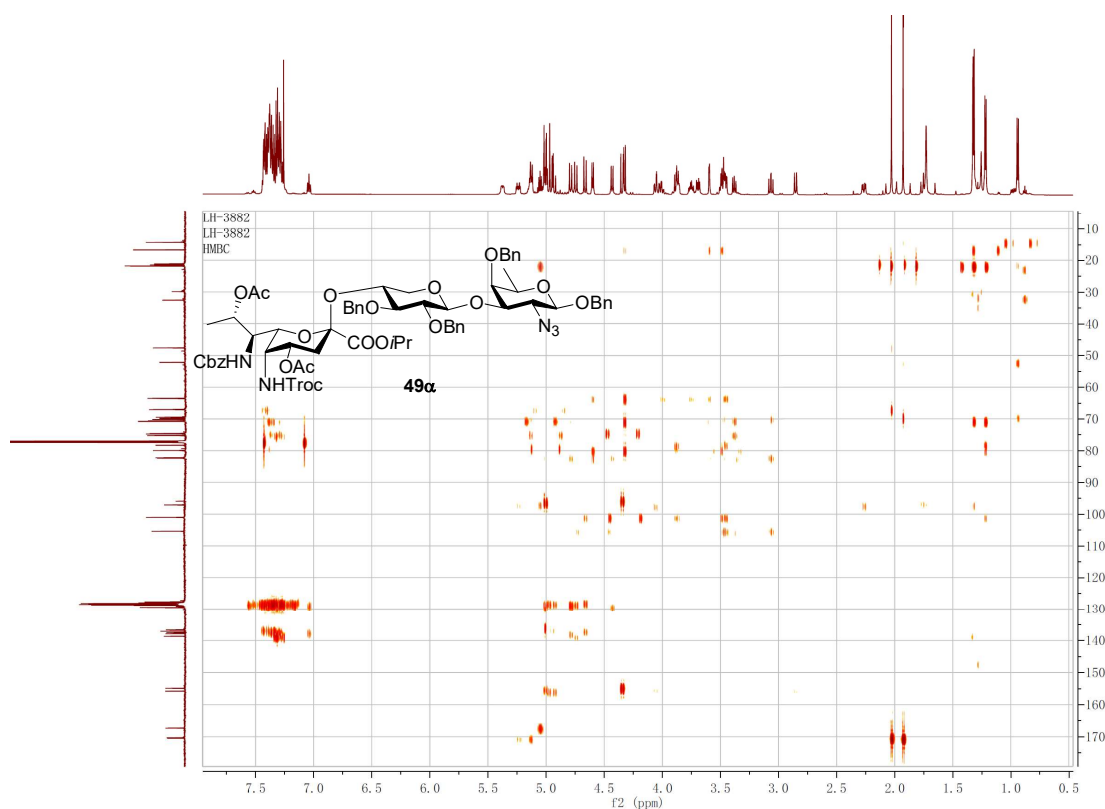 LH-3882
LH-3882
HMBC
OBn
OAc
O
O
O
OBn
BnO
O
OBn
O
OBn
N3
COOiPr
CbzHN
OAc
NHTroc
49α
10
20
30
40
50
60
70
80
90
100
110
120
130
140
150
160
170
7.5 7.0 6.5 6.0 5.5 5.0 4.5 4.0 3.5 3.0 2.5 2.0 1.5 1.0 0.5
f2 (ppm)